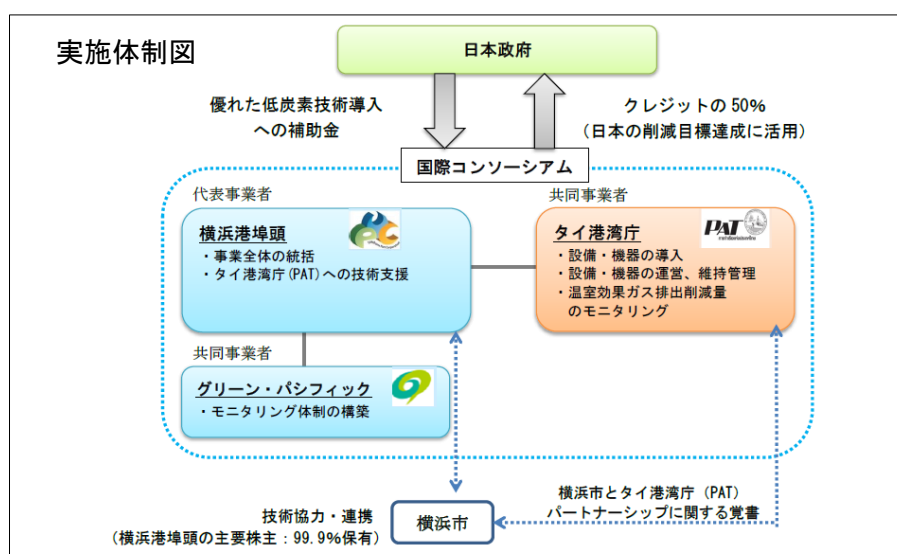 実施体制図
日本政府
優れた低炭素技術導入
への補助金
クレジットの 50%
(日本の削減目標達成に活用)
国際コンソーシアム
代表事業者
横浜港埠頭
・事業全体の統括
・タイ港湾庁(PAT)への技術支援
共同事業者
タイ港湾庁
PAT
・設備・機器の導入
・設備・機器の運営、維持管理
・温室効果ガス排出削減量
のモニタリング
共同事業者
グリーン・パシフィック
・モニタリング体制の構築
技術協力・連携
(横浜港埠頭の主要株主:99.9%保有)
横浜市
横浜市とタイ港湾庁 (PAT)
パートナーシップに関する覚書